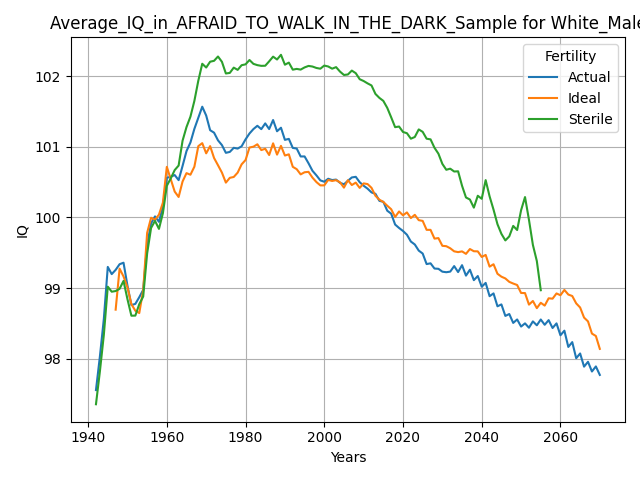 Average_IQ_in_AFRAID_TO_WALK_IN_THE_DARK_Sample for White_Male
Fertility
Actual
Ideal
Sterile
IQ
102
101
100
99
98
1940
1960
1980
2000
2020
2040
2060
Years